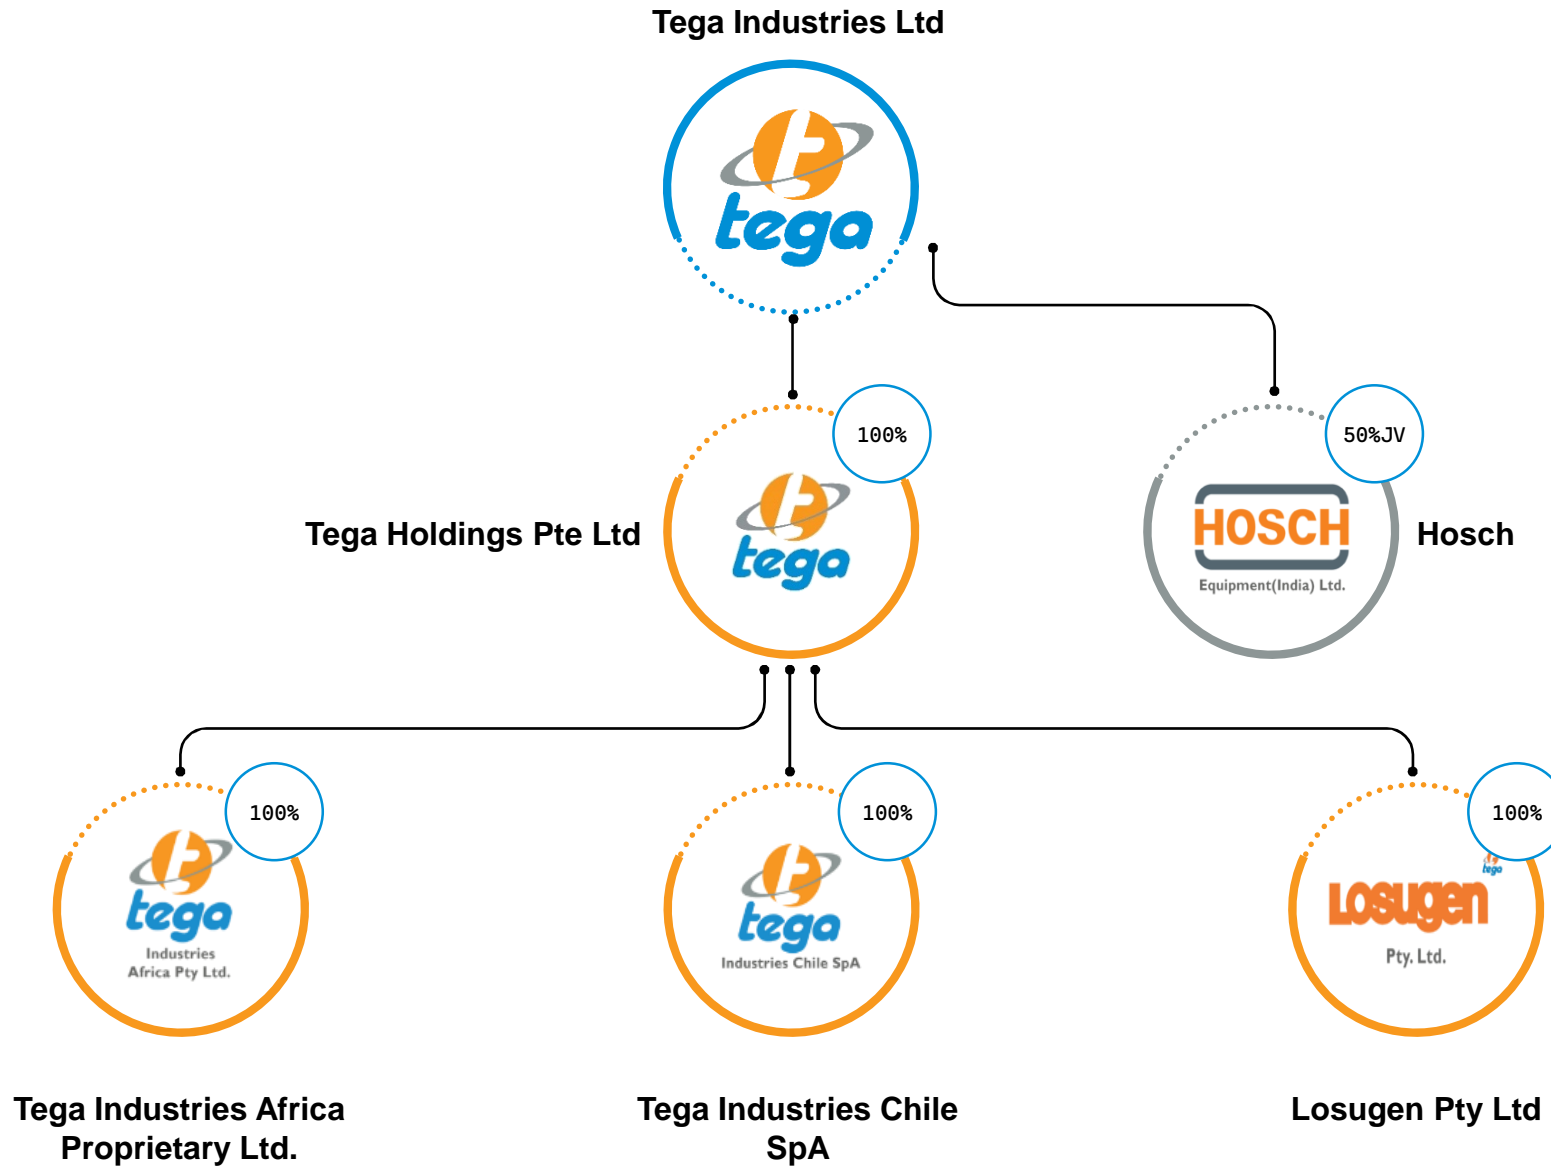 Tega Industries Ltd
tega
100%
50%JV
Tega Holdings Pte Ltd
tega
HOSCH
Equipment(India) Ltd.
Hosch
100%
100%
100%
tega
Industries
Africa Pty Ltd.
tega
Industries Chile SpA
tega
Losugen
Pty. Ltd.
Tega Industries Africa
Proprietary Ltd.
Tega Industries Chile
SpA
Losugen Pty Ltd